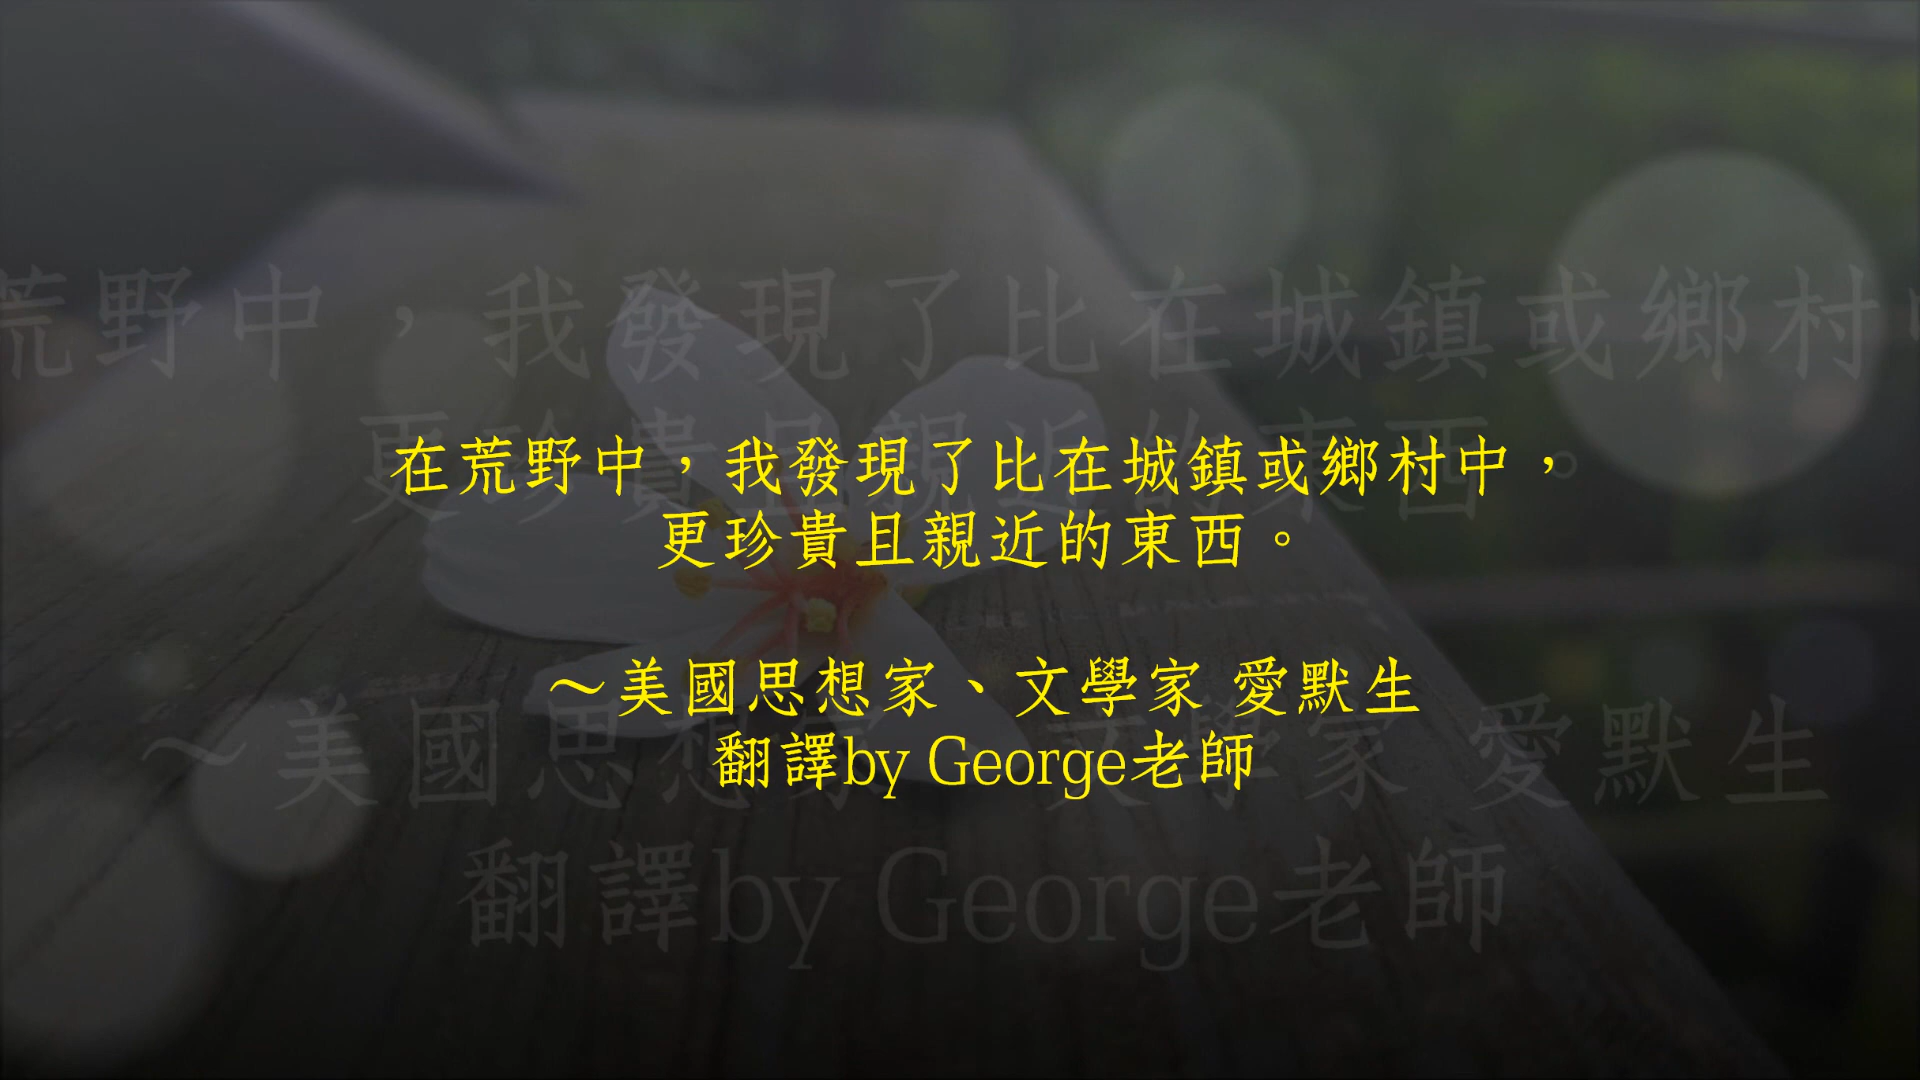 在荒野中，我發現了比在城鎮或鄉村中，
更珍貴且親近的東西。
～美國思想家、文學家 愛默生
翻譯by George老師